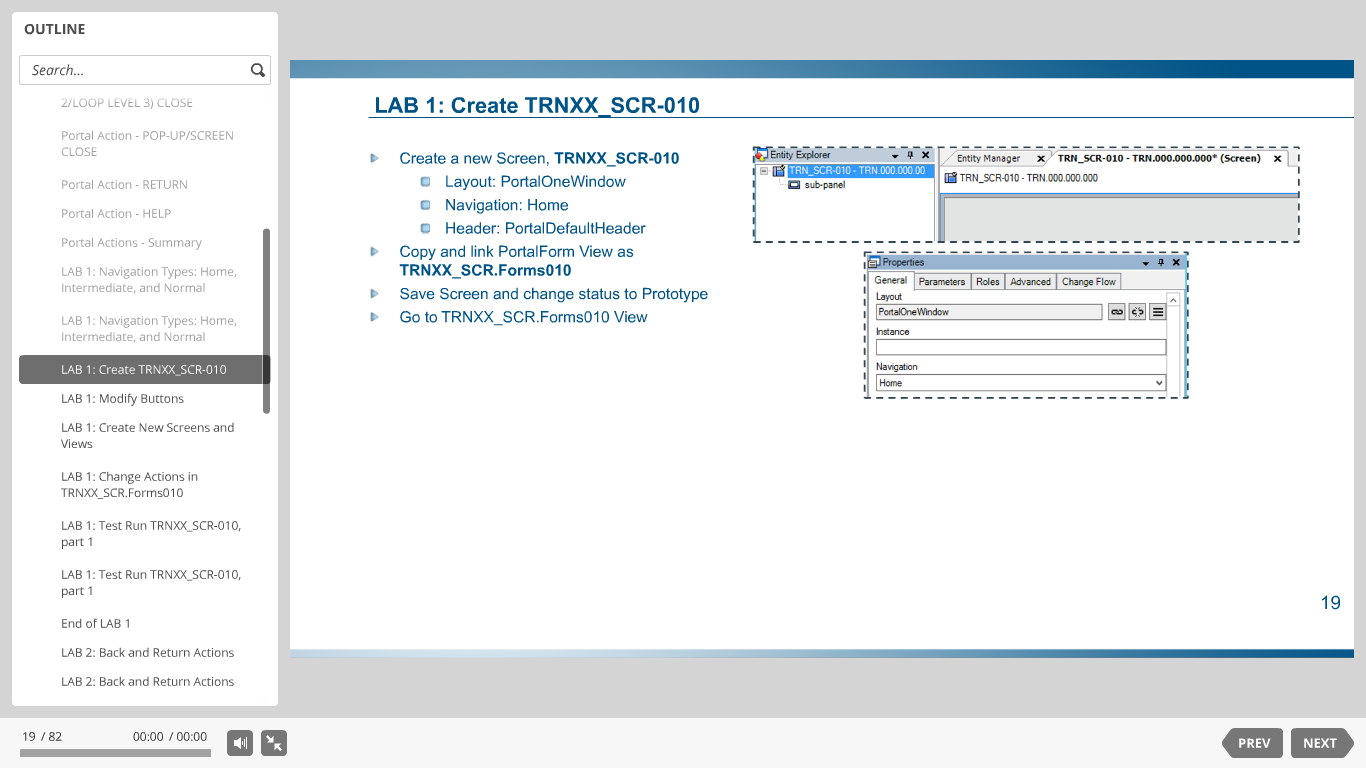 OUTLINE
Search...
2/LOOP LEVEL 3) CLOSE
Portal Action - POP-UP/SCREEN
CLOSE
Portal Action - RETURN
Portal Action - HELP
Portal Actions - Summary
LAB 1: Navigation Types: Home,
Intermediate, and Normal
LAB 1: Navigation Types: Home,
Intermediate, and Normal
LAB 1: Create TRNXX_SCR-010
LAB 1: Modify Buttons
LAB 1: Create New Screens and
Views
LAB 1: Change Actions in
TRNXX_SCR.Forms010
LAB 1: Test Run TRNXX_SCR-010,
part 1
LAB 1: Test Run TRNXX_SCR-010,
part 1
End of LAB 1
LAB 2: Back and Return Actions
LAB 2: Back and Return Actions
LAB 1: Create TRNXX_SCR-010
Create a new Screen, TRNXX_SCR-010
Layout: PortalOneWindow
Navigation: Home
Header: PortalDefaultHeader
Copy and link PortalForm View as
TRNXX_SCR.Forms010
Save Screen and change status to Prototype
Go to TRNXX_SCR.Forms010 View
Entity Explorer
TRN_SCR-010 - TRN.000.000.00
sub-panel
Entity Manager
TRN_SCR-010 - TRN.000.000.000* (Screen)
TRN_SCR-010 - TRN.000.000.000
Properties
General Parameters Roles Advanced Change Flow
Layout
PortalOneWindow
Instance
Navigation
Home
19
19 / 82
00:00 / 00:00
PREV
NEXT